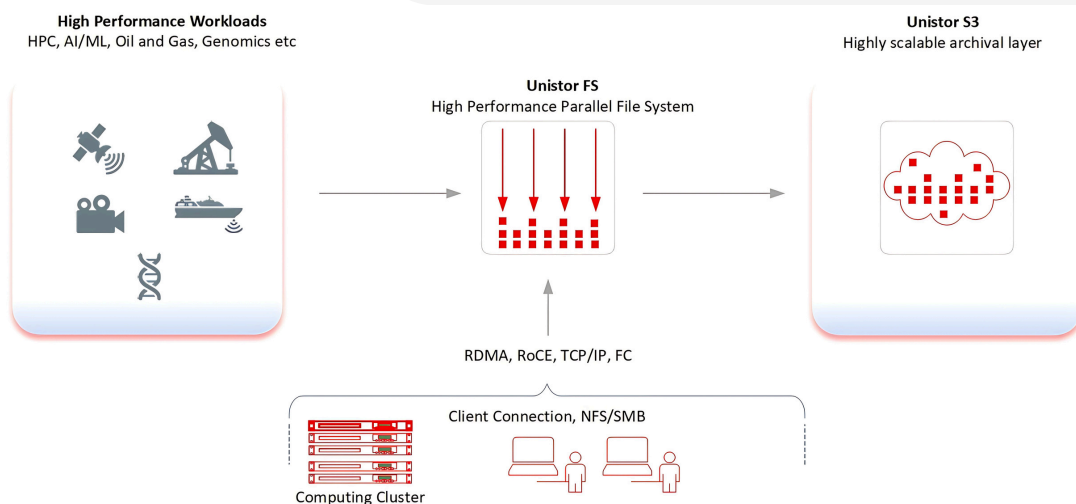 High Performance Workloads
HPC, AI/ML, Oil and Gas, Genomics etc
Unistor FS
High Performance Parallel File System
Unistor S3
Highly scalable archival layer
RDMA, RoCE, TCP/IP, FC
Client Connection, NFS/SMB
Computing Cluster